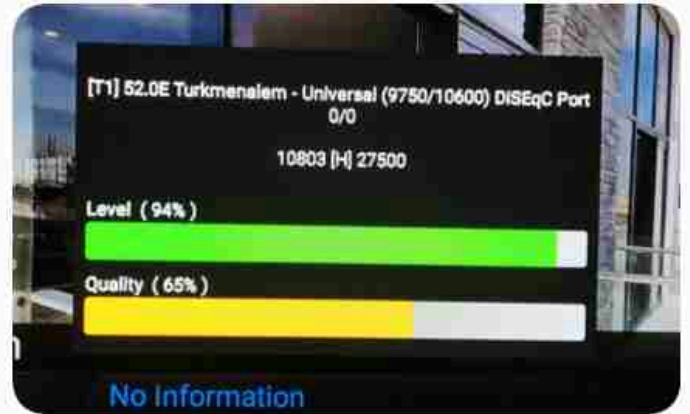 [T1] 52.0E Turkmenalem - Universal (9750/10600) DiSEqC Port
0/0
10803 [H] 27500
Level ( 94% )
Quality ( 65% )
No Information